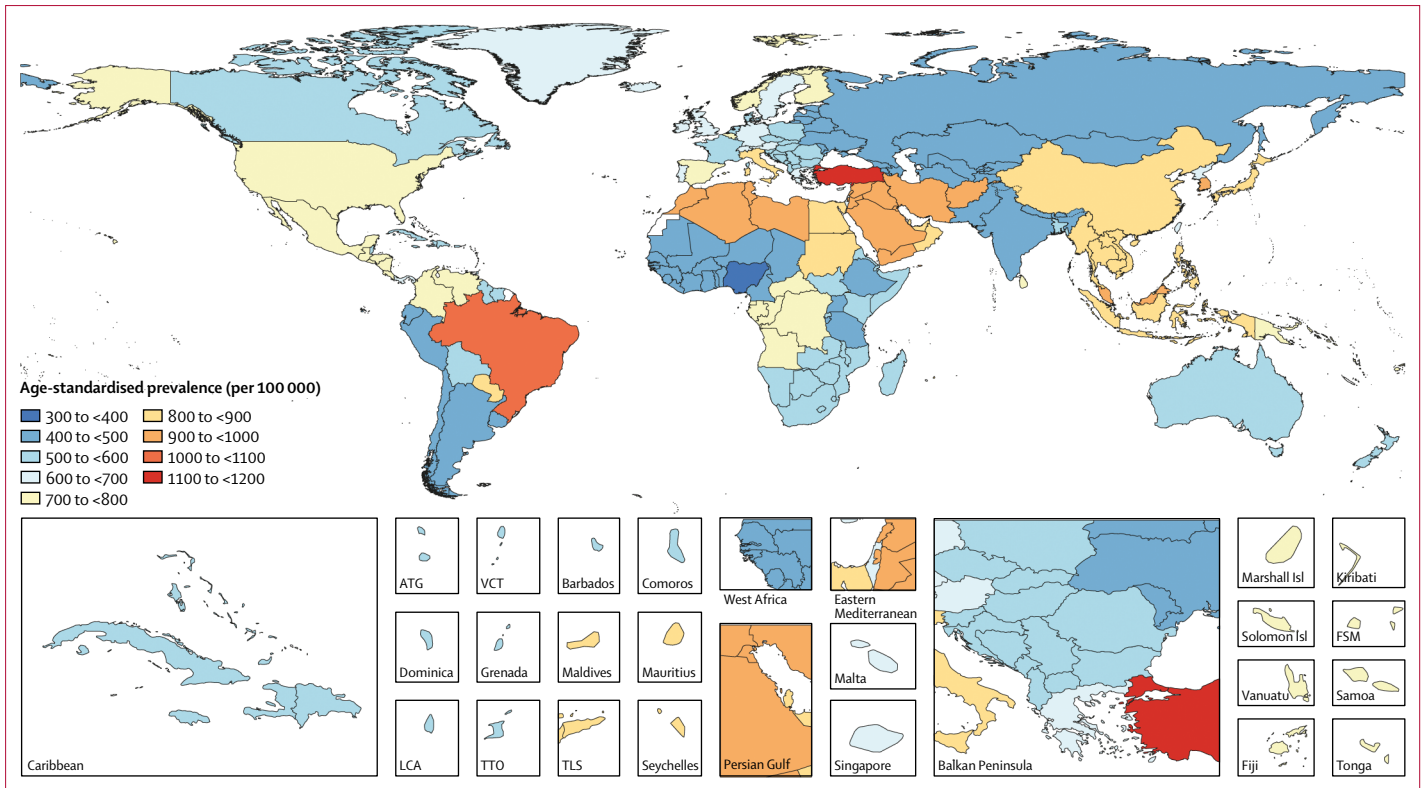 Age-standardised prevalence (per 100 000)
300 to <400
400 to <500
500 to <600
600 to <700
700 to <800
800 to <900
900 to <1000
1000 to <1100
1100 to <1200
Caribbean
ATG
VCT
Barbados
Comoros
Dominica
Grenada
Maldives
Mauritius
LCA
TTO
TLS
Seychelles
West Africa
Eastern
Mediterranean
Persian Gulf
Malta
Singapore
Balkan Peninsula
Marshall Isl
Kiribati
Solomon Isl
FSM
Vanuatu
Samoa
Fiji
Tonga